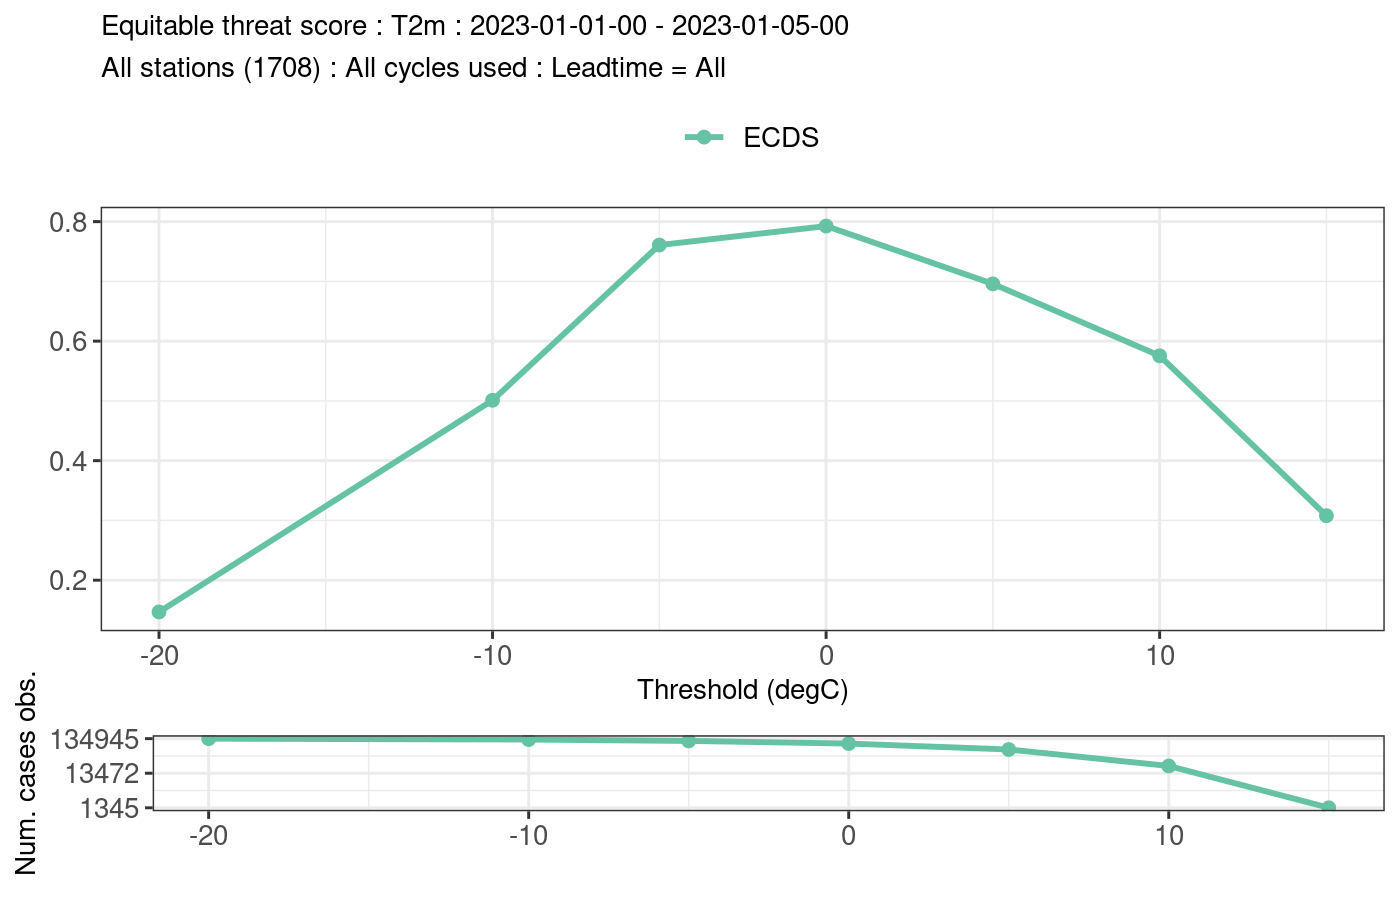 Equitable threat score : T2m : 2023-01-01-00 - 2023-01-05-00
All stations (1708) : All cycles used : Leadtime = All
ECDS
0.8
0.6
0.4
0.2
-20 -10 0 10
Threshold (degC)
Num. cases obs.
134945
13472
1345
-20 -10 0 10